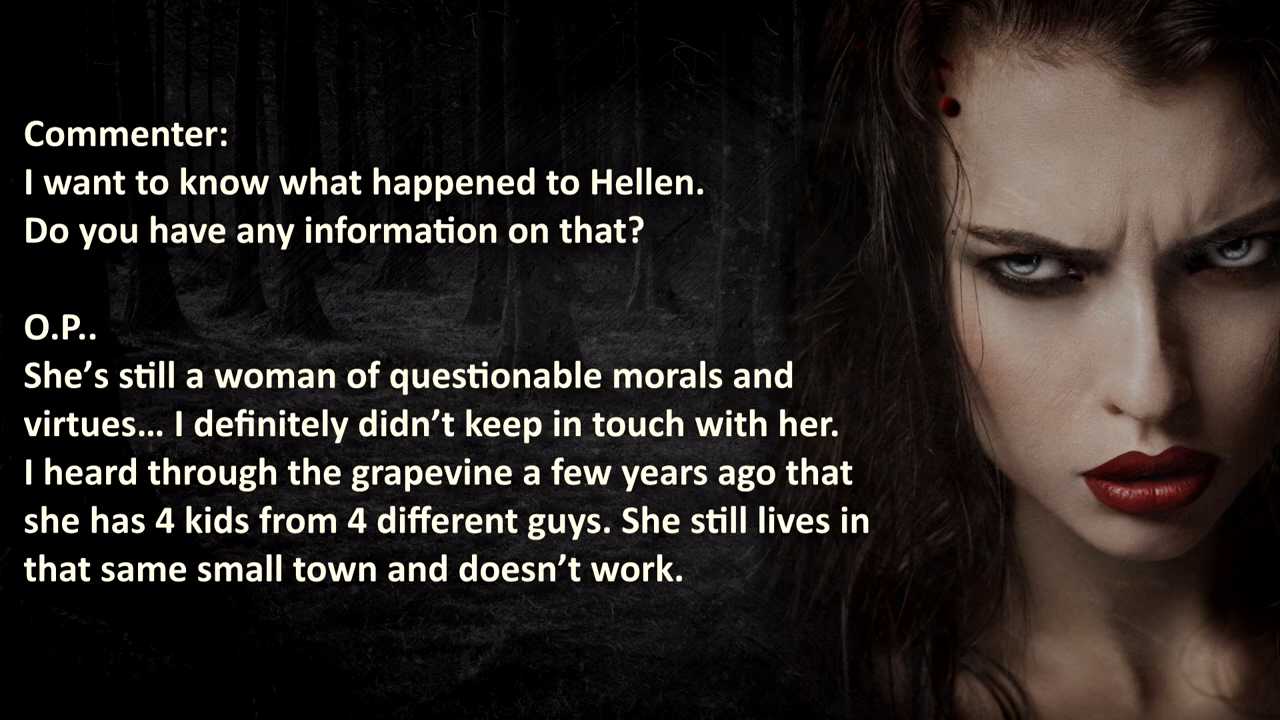 Commenter:
I want to know what happened to Hellen.
Do you have any information on that?
O.P..
She’s still a woman of questionable morals and
virtues… I definitely didn’t keep in touch with her.
I heard through the grapevine a few years ago that
she has 4 kids from 4 different guys. She still lives in
that same small town and doesn’t work.